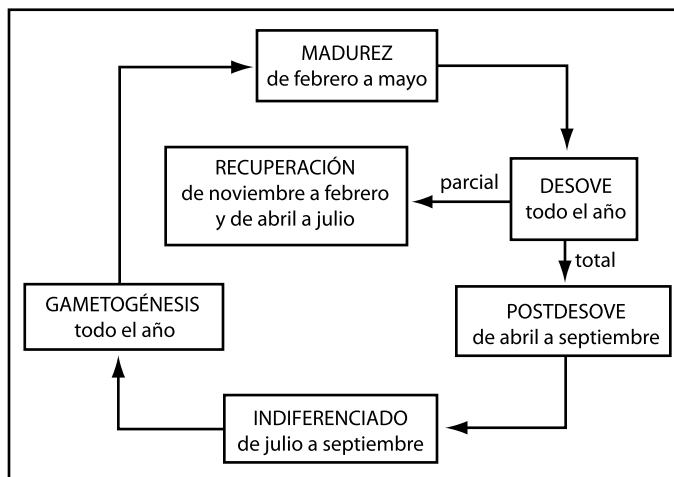 MADUREZ
de febrero a mayo
RECUPERACIÓN
de noviembre a febrero
y de abril a julio
parcial
DESOVE
todo el año
total
GAMETOGÉNESIS
todo el año
POSTDESOVE
de abril a septiembre
INDIFERENCIADO
de julio a septiembre